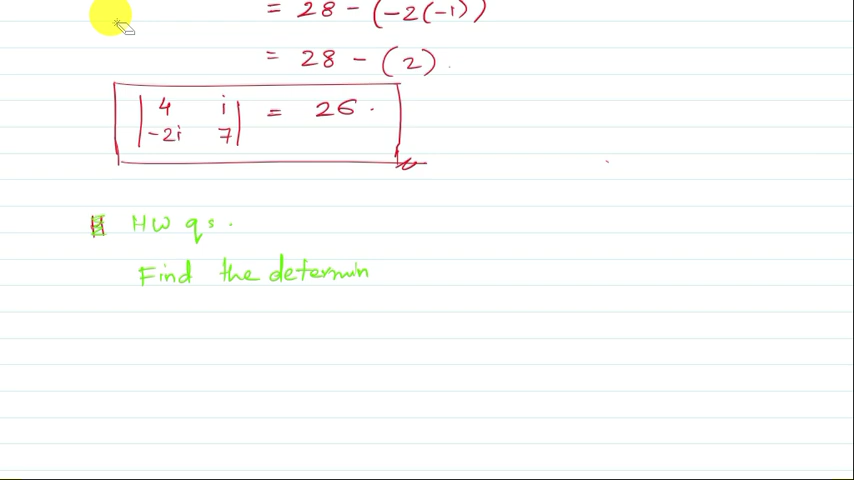 = 28 - (-2(-1))
= 28 - (2).
| 4 i |
| -2i 7 | = 26.
HW qs.
Find the determin